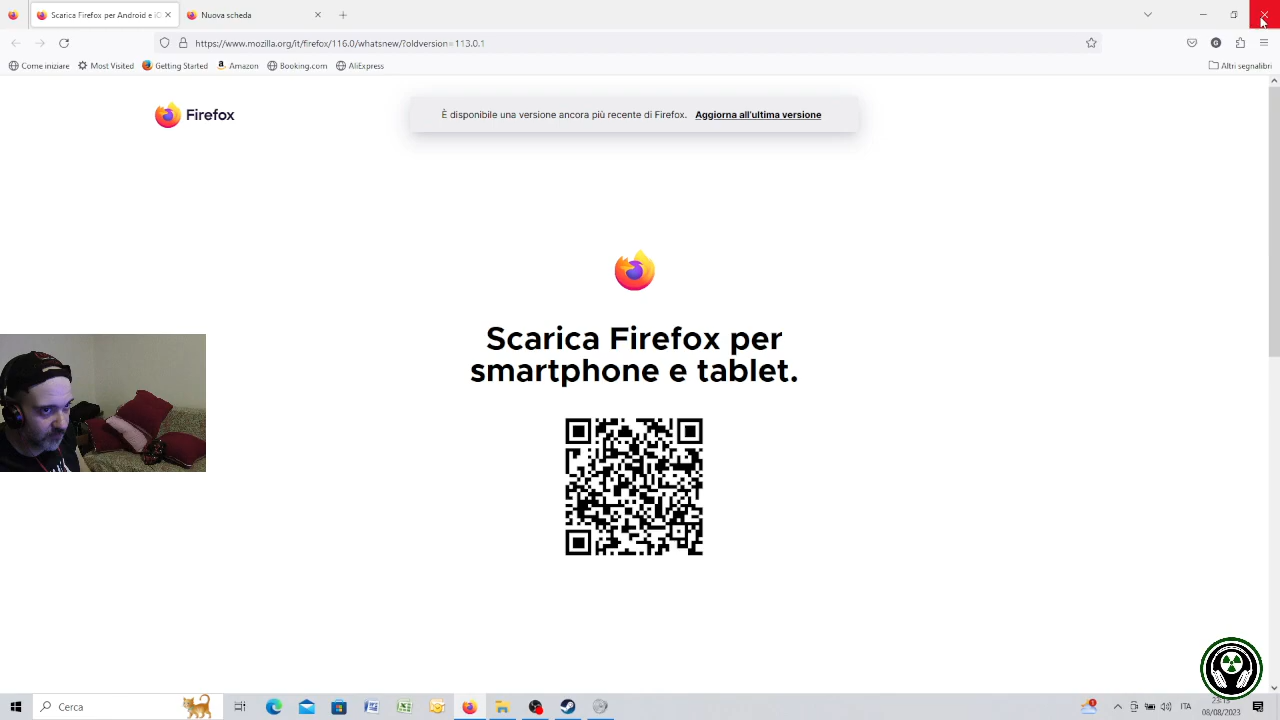 Scarica Firefox per Android e iO
Nuova scheda
https://www.mozilla.org/it/firefox/116.0/whatsnew/?oldversion=113.0.1
Come iniziare
Most Visited
Getting Started
Amazon
Booking.com
AliExpress
Altri segnalibri
Firefox
È disponibile una versione ancora più recente di Firefox. Aggiorna all'ultima versione
Scarica Firefox per
smartphone e tablet.
Cerca
ITA
08/08/2023